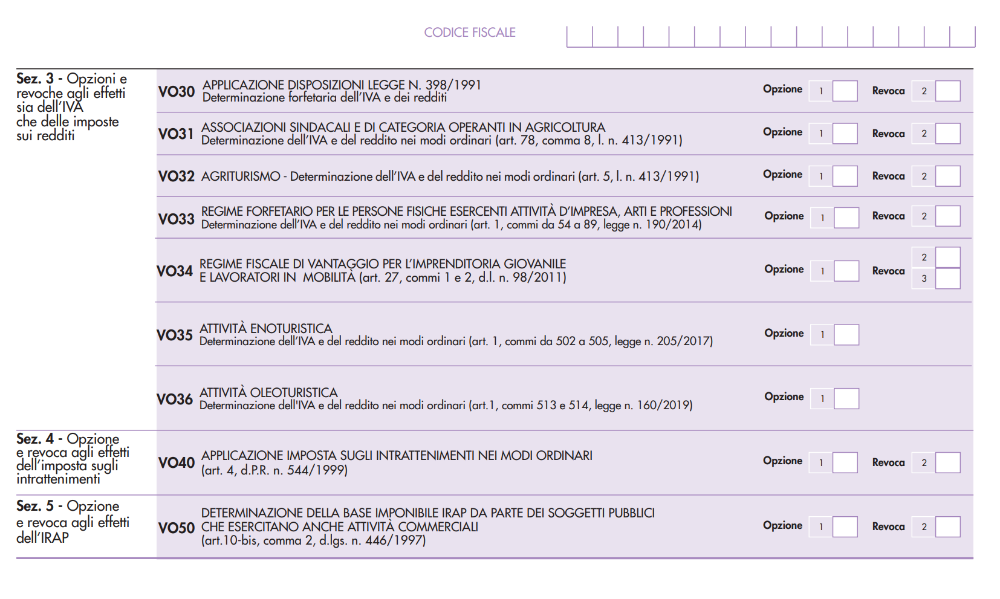 CODICE FISCALE
Sez. 3 - Opzioni e
revoche agli effetti
sia dell'IVA
che delle imposte
sui redditi
VO30 APPLICAZIONE DISPOSIZIONI LEGGE N. 398/1991
Determinazione forfetaria dell'IVA e dei redditi
Opzione 1 Revoca 2
VO31 ASSOCIAZIONI SINDACALI E DI CATEGORIA OPERANTI IN AGRICOLTURA
Determinazione dell'IVA e del reddito nei modi ordinari (art. 78, comma 8, l. n. 413/1991)
Opzione 1 Revoca 2
VO32 AGRITURISMO - Determinazione dell'IVA e del reddito nei modi ordinari (art. 5, l. n. 413/1991)
Opzione 1 Revoca 2
VO33 REGIME FORFETARIO PER LE PERSONE FISICHE ESERCENTI ATTIVITÀ D'IMPRESA, ARTI E PROFESSIONI
Determinazione dell'IVA e del reddito nei modi ordinari (art. 1, commi da 54 a 89, legge n. 190/2014)
Opzione 1 Revoca 2
VO34 REGIME FISCALE DI VANTAGGIO PER L'IMPRENDITORIA GIOVANILE
E LAVORATORI IN MOBILITÀ (art. 27, commi 1 e 2, d.l. n. 98/2011)
Opzione 1 Revoca 2
3
VO35 ATTIVITÀ ENOTURISTICA
Determinazione dell'IVA e del reddito nei modi ordinari (art. 1, commi da 502 a 505, legge n. 205/2017)
Opzione 1
VO36 ATTIVITÀ OLEOTURISTICA
Determinazione dell'IVA e del reddito nei modi ordinari (art.1, commi 513 e 514, legge n. 160/2019)
Opzione 1
Sez. 4 - Opzione
e revoca agli effetti
dell'imposta sugli
intrattenimenti
VO40 APPLICAZIONE IMPOSTA SUGLI INTRATTENIMENTI NEI MODI ORDINARI
(art. 4, d.P.R. n. 544/1999)
Opzione 1 Revoca 2
Sez. 5 - Opzione
e revoca agli effetti
dell'IRAP
VO50 DETERMINAZIONE DELLA BASE IMPONIBILE IRAP DA PARTE DEI SOGGETTI PUBBLICI
CHE ESERCITANO ANCHE ATTIVITÀ COMMERCIALI
(art.10-bis, comma 2, d.lgs. n. 446/1997)
Opzione 1 Revoca 2